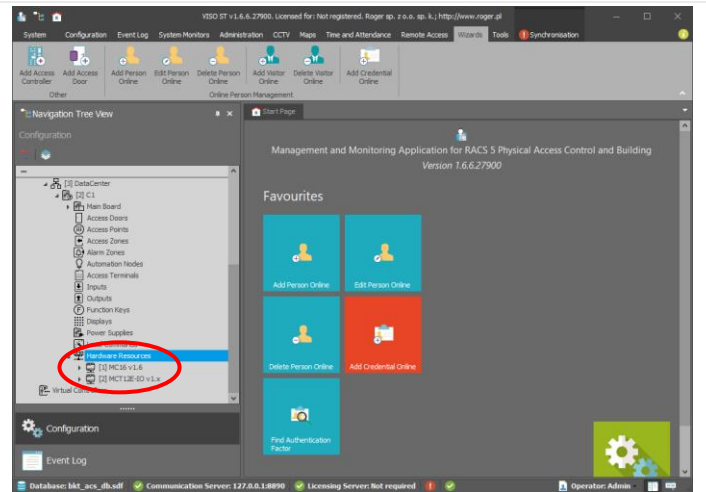 VISO ST v1.6.6.27900. Licensed for: Not registered. Roger sp. z o.o. sp. k.; http://www.roger.pl
System Configuration Event Log System Monitors Administration CCTV Maps Time and Attendance Remote Access Wizards Tools Synchronisation
Add Access Controller
Add Access Door
Add Person Online
Edit Person Online
Delete Person Online
Add Visitor Online
Delete Visitor Online
Add Credential Online
Other
Online Person Management
Navigation Tree View
Start Page
Configuration
Management and Monitoring Application for RACS 5 Physical Access Control and Building
Version 1.6.6.27900
[3] DataCenter
[2] C1
Main Board
Access Doors
Access Points
Access Zones
Alarm Zones
Automation Nodes
Access Terminals
Inputs
Outputs
Function Keys
Displays
Power Supplies
Hardware Resources
[1] MC16 v1.6
[2] MCT12E-IO v1.x
Virtual
Favourites
Add Person Online
Edit Person Online
Delete Person Online
Add Credential Online
Find Authentication
Factor
Configuration
Event Log
Database: bkt_acs_db.sdf Communication Server: 127.0.0.1:8890 Licensing Server: Not required Operator: Admin